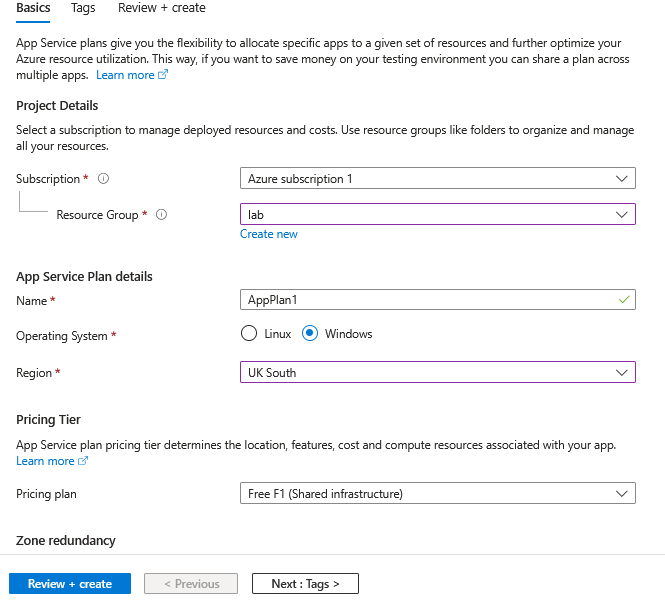 Basics Tags Review + create
App Service plans give you the flexibility to allocate specific apps to a given set of resources and further optimize your
Azure resource utilization. This way, if you want to save money on your testing environment you can share a plan across
multiple apps. Learn more
Project Details
Select a subscription to manage deployed resources and costs. Use resource groups like folders to organize and manage
all your resources.
Subscription * Azure subscription 1
Resource Group * lab
Create new
App Service Plan details
Name * AppPlan1
Operating System * Linux Windows
Region * UK South
Pricing Tier
App Service plan pricing tier determines the location, features, cost and compute resources associated with your app.
Learn more
Pricing plan Free F1 (Shared infrastructure)
Zone redundancy
Review + create < Previous Next : Tags >